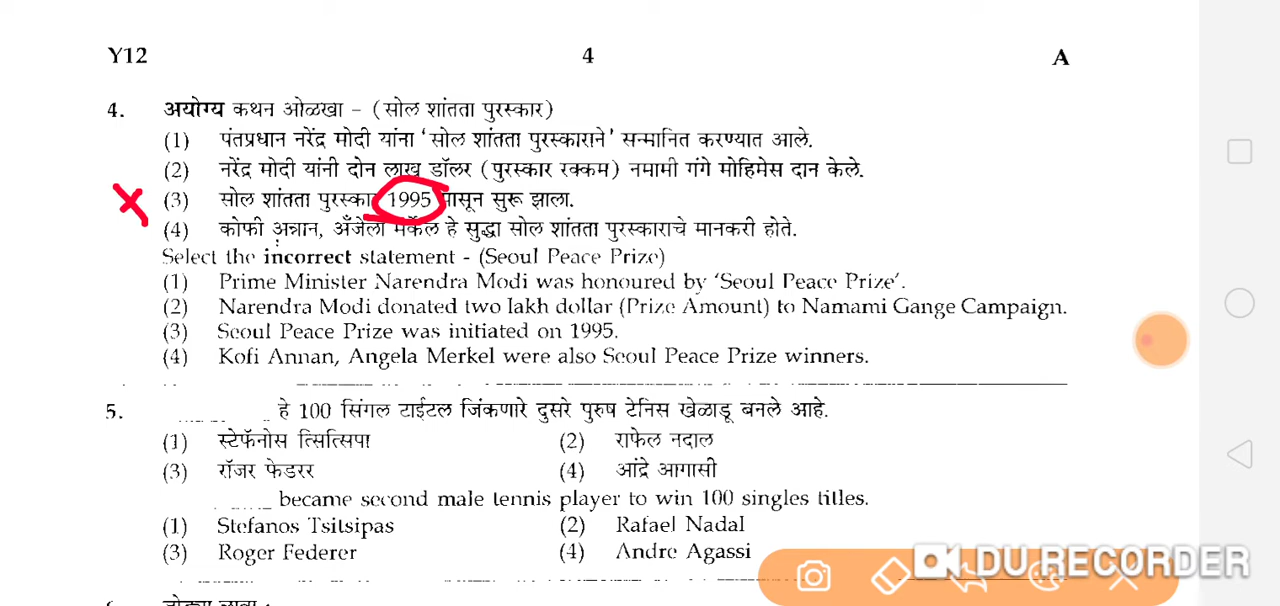 Y12 4 A
4. अयोग्य कथन ओळखा - (सोल शांतता पुरस्कार)
(1) पंतप्रधान नरेंद्र मोदी यांना 'सोल शांतता पुरस्काराने' सन्मानित करण्यात आले.
(2) नरेंद्र मोदी यांनी दोन लाख डॉलर (पुरस्कार रक्कम) नमामी गंगे मोहिमेस दान केले.
(3) सोल शांतता पुरस्कार 1995 पासून सुरू झाला.
(4) कोफी अन्नान, अँजेला मर्केल हे सुद्धा सोल शांतता पुरस्काराचे मानकरी होते.
Select the incorrect statement - (Seoul Peace Prize)
(1) Prime Minister Narendra Modi was honoured by 'Seoul Peace Prize'.
(2) Narendra Modi donated two lakh dollar (Prize Amount) to Namami Gange Campaign.
(3) Seoul Peace Prize was initiated on 1995.
(4) Kofi Annan, Angela Merkel were also Seoul Peace Prize winners.
5. हे 100 सिंगल टाईटल जिंकणारे दुसरे पुरुष टेनिस खेळाडू बनले आहे.
(1) स्टेफॅनोस त्सित्सिपा (2) राफेल नदाल
(3) रॉजर फेडरर (4) आंद्रे आगासी
became second male tennis player to win 100 singles titles.
(1) Stefanos Tsitsipas (2) Rafael Nadal
(3) Roger Federer (4) Andre Agassi
DU RECORDER